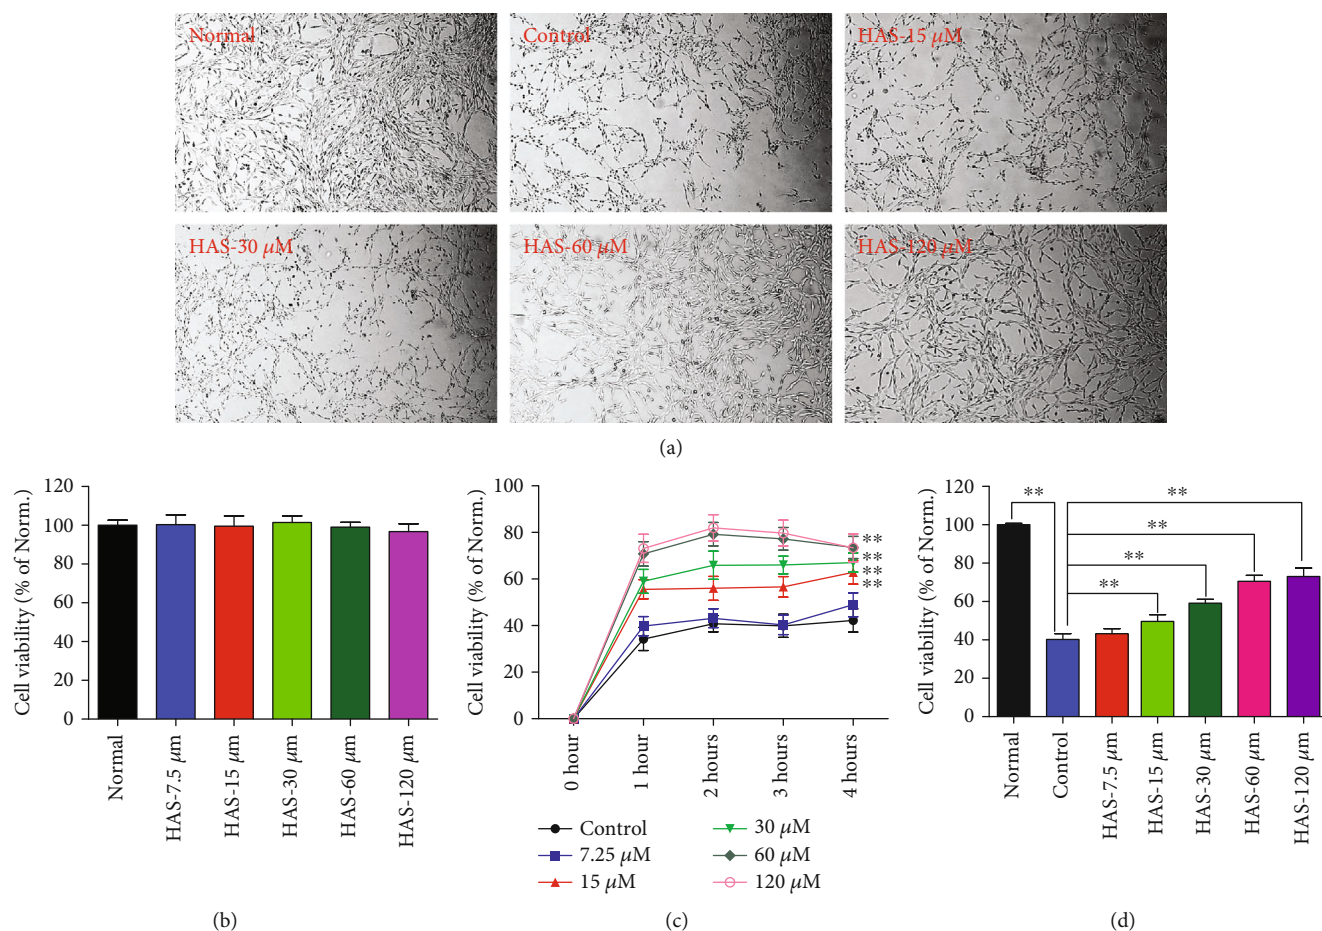 Normal
Control
HAS-15 μM
HAS-30 μM
HAS-60 μM
HAS-120 μM
(a)
Cell viability (% of Norm.)
120
100
80
60
40
20
0
Normal
HAS-7.5 μm
HAS-15 μm
HAS-30 μm
HAS-60 μm
HAS-120 μm
(b)
Cell viability (% of Norm.)
100
80
60
40
20
0
**
**
**
**
0 hour
1 hour
2 hours
3 hours
4 hours
Control
7.25 μM
15 μM
30 μM
60 μM
120 μM
(c)
Cell viability (% of Norm.)
120
100
80
60
40
20
0
**
**
**
**
**
Normal
Control
HAS-7.5 μm
HAS-15 μm
HAS-30 μm
HAS-60 μm
HAS-120 μm
(d)